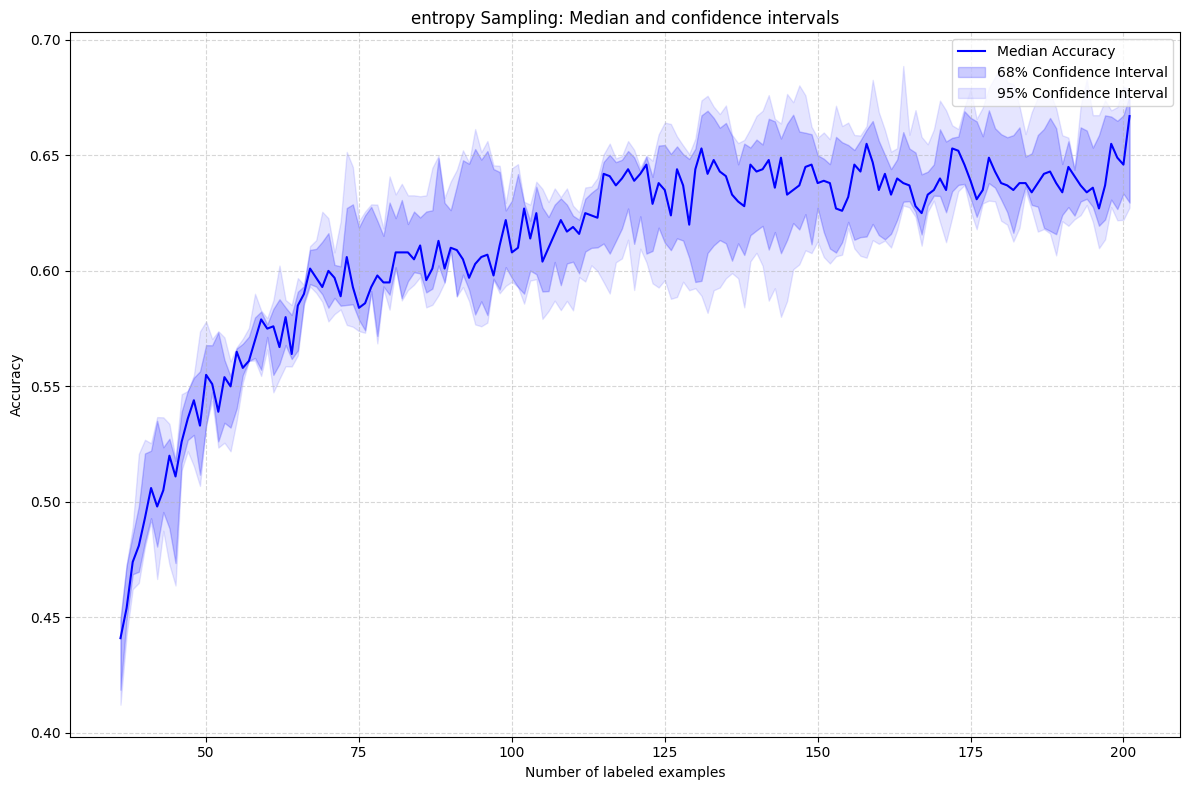 entropy Sampling: Median and confidence intervals
Median Accuracy
68% Confidence Interval
95% Confidence Interval
Accuracy
0.70
0.65
0.60
0.55
0.50
0.45
0.40
50
75
100
125
150
175
200
Number of labeled examples